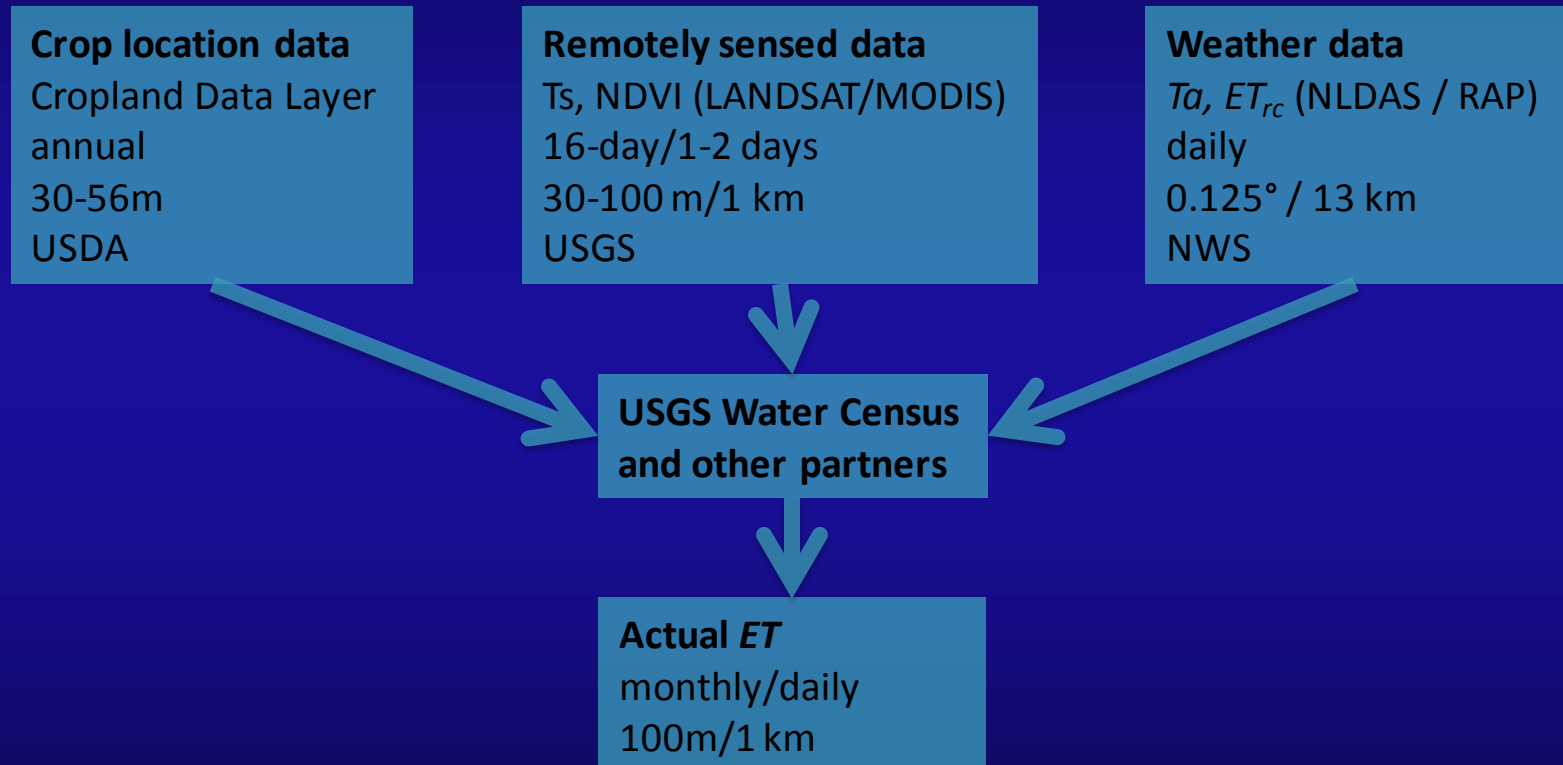 Crop location data
Cropland Data Layer
annual
30-56m
USDA
Remotely sensed data
Ts, NDVI (LANDSAT/MODIS)
16-day/1-2 days
30-100 m/1 km
USGS
Weather data
Ta, ETrc (NLDAS / RAP)
daily
0.125° / 13 km
NWS
USGS Water Census
and other partners
Actual ET
monthly/daily
100m/1 km